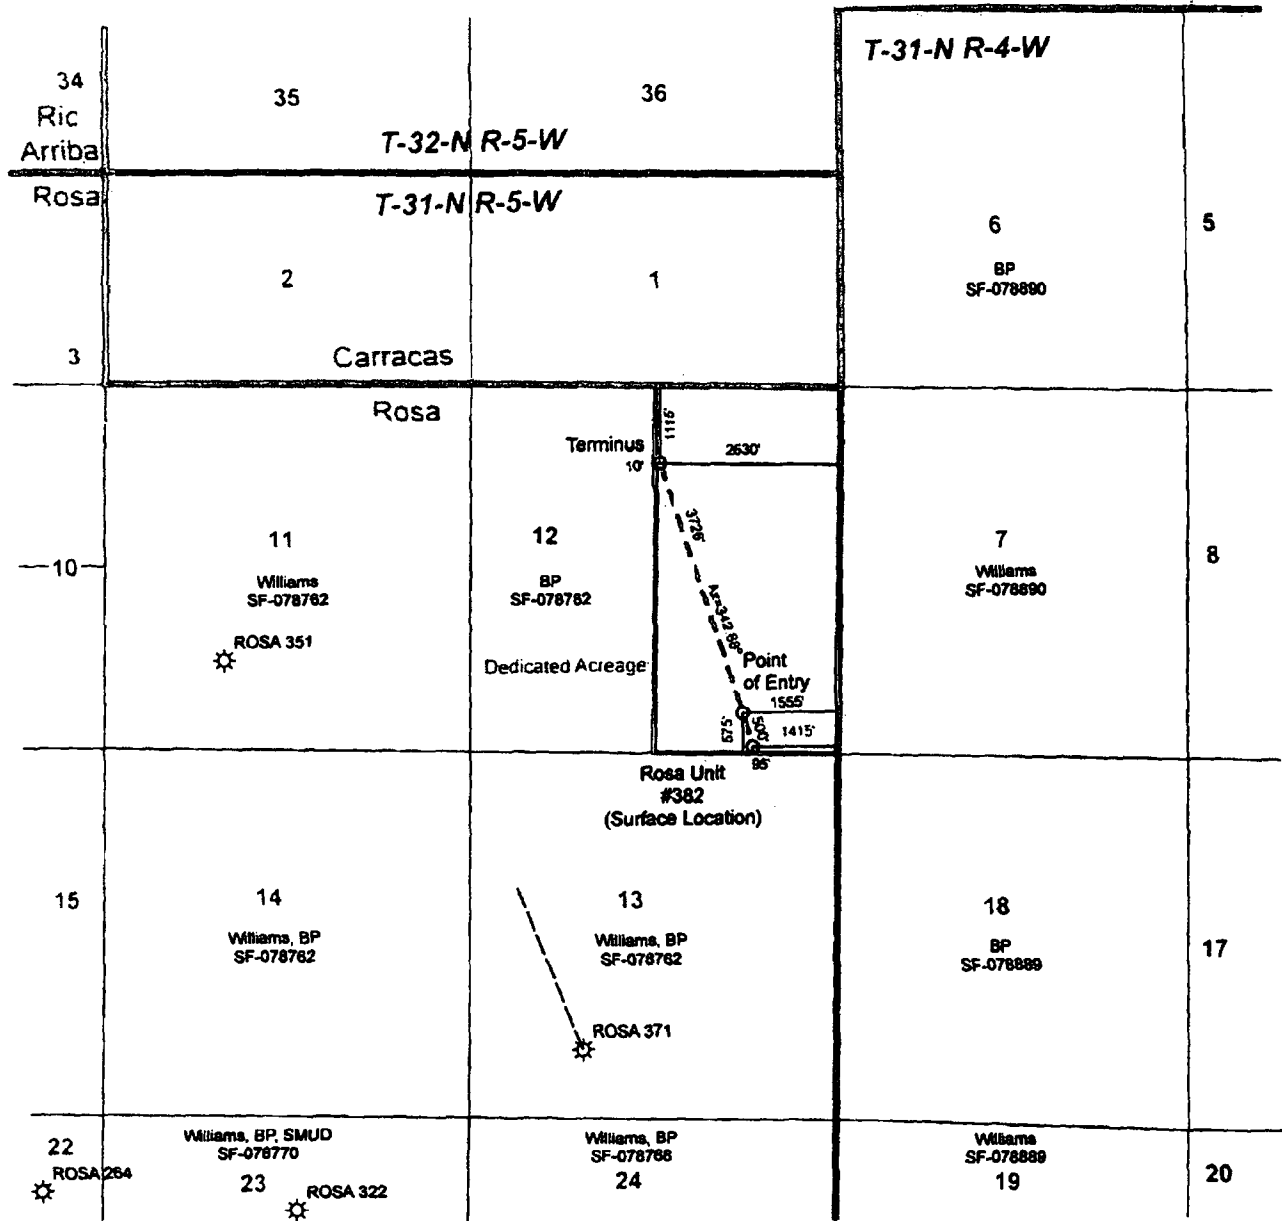 T-31-N R-4-W
34
Ric
Arriba
35
36
T-32-N R-5-W
Rosa
T-31-N R-5-W
2
1
6
BP
SF-078890
5
3
Carracas
Rosa
1115'
Terminus
10'
2630'
3726'
Az=342.88°
11
Williams
SF-078762
ROSA 351
12
BP
SF-078762
7
Williams
SF-078890
8
10
Dedicated Acreage
Point
of Entry
1555'
575'
500'
1415'
95'
Rosa Unit
#382
(Surface Location)
15
14
Williams, BP
SF-078762
13
Williams, BP
SF-078762
18
BP
SF-078889
17
ROSA 371
22
ROSA 264
Williams, BP, SMUD
SF-078770
23
ROSA 322
Williams, BP
SF-078766
24
Williams
SF-078889
19
20